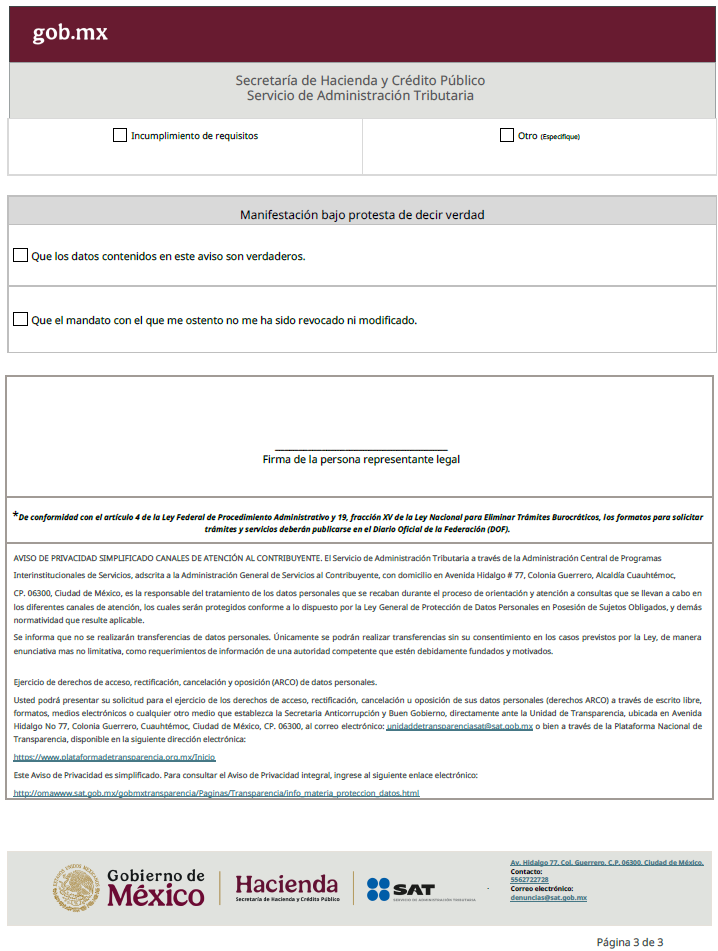 gob.mx
Secretaría de Hacienda y Crédito Público
Servicio de Administración Tributaria
Incumplimiento de requisitos
Otro (Especifique)
Manifestación bajo protesta de decir verdad
Que los datos contenidos en este aviso son verdaderos.
Que el mandato con el que me ostento no me ha sido revocado ni modificado.
Firma de la persona representante legal
*De conformidad con el artículo 4 de la Ley Federal de Procedimiento Administrativo y 19, fracción XV de la Ley Nacional para Eliminar Trámites Burocráticos, los formatos para solicitar
trámites y servicios deberán publicarse en el Diario Oficial de la Federación (DOF).
AVISO DE PRIVACIDAD SIMPLIFICADO CANALES DE ATENCIÓN AL CONTRIBUYENTE. El Servicio de Administración Tributaria a través de la Administración Central de Programas
Interinstitucionales de Servicios, adscrita a la Administración General de Servicios al Contribuyente, con domicilio en Avenida Hidalgo # 77, Colonia Guerrero, Alcaldía Cuauhtémoc,
CP. 06300, Ciudad de México, es la responsable del tratamiento de los datos personales que se recaban durante el proceso de orientación y atención a consultas que se llevan a cabo en
los diferentes canales de atención, los cuales serán protegidos conforme a lo dispuesto por la Ley General de Protección de Datos Personales en Posesión de Sujetos Obligados, y demás
normatividad que resulte aplicable.
Se informa que no se realizarán transferencias de datos personales. Únicamente se podrán realizar transferencias sin su consentimiento en los casos previstos por la Ley, de manera
enunciativa mas no limitativa, como requerimientos de información de una autoridad competente que estén debidamente fundados y motivados.
Ejercicio de derechos de acceso, rectificación, cancelación y oposición (ARCO) de datos personales.
Usted podrá presentar su solicitud para el ejercicio de los derechos de acceso, rectificación, cancelación u oposición de sus datos personales (derechos ARCO) a través de escrito libre,
formatos, medios electrónicos o cualquier otro medio que establezca la Secretaria Anticorrupción y Buen Gobierno, directamente ante la Unidad de Transparencia, ubicada en Avenida
Hidalgo No 77, Colonia Guerrero, Cuauhtémoc, Ciudad de México, CP. 06300, al correo electrónico: unidaddetransparenciasat@sat.gob.mx o bien a través de la Plataforma Nacional de
Transparencia, disponible en la siguiente dirección electrónica:
https://www.plataformadetransparencia.org.mx/Inicio
Este Aviso de Privacidad es simplificado. Para consultar el Aviso de Privacidad integral, ingrese al siguiente enlace electrónico:
http://omawww.sat.gob.mx/gobmxtransparencia/Paginas/Transparencia/info_materia_proteccion_datos.html
Gobierno de
México
Hacienda
Secretaría de Hacienda y Crédito Público
SAT
SERVICIO DE ADMINISTRACIÓN TRIBUTARIA
Av. Hidalgo 77, Col. Guerrero, C.P. 06300, Ciudad de México.
Contacto:
5562722728
Correo electrónico:
denuncias@sat.gob.mx
Página 3 de 3